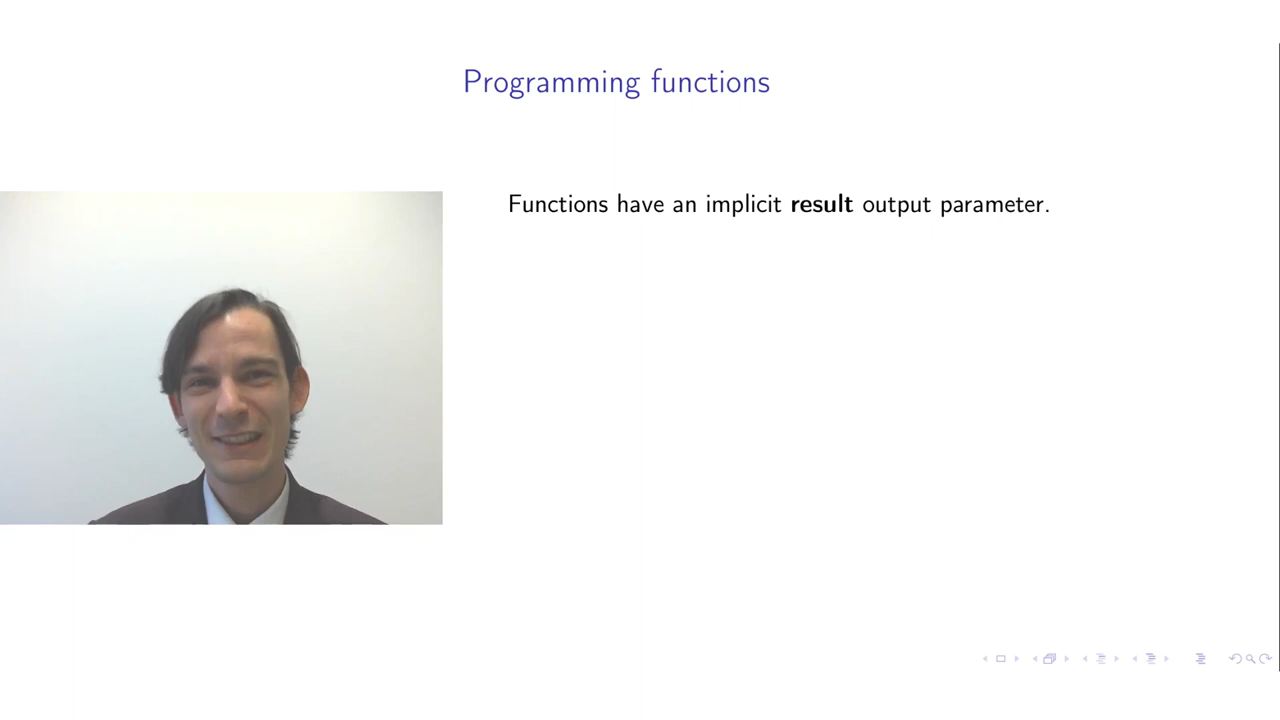 Programming functions
Functions have an implicit result output parameter.